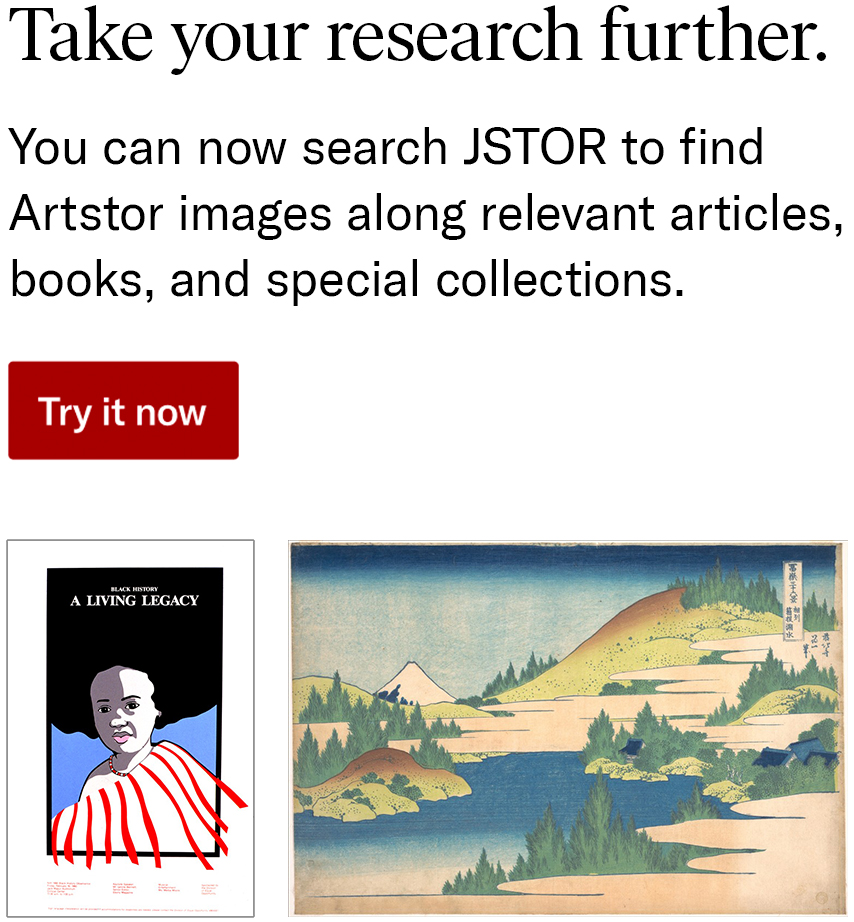 Take your research further.
You can now search JSTOR to find
Artstor images along relevant articles,
books, and special collections.
Try it now
BLACK HISTORY
A LIVING LEGACY
冨嶽三十六景 相州
箱根湖水